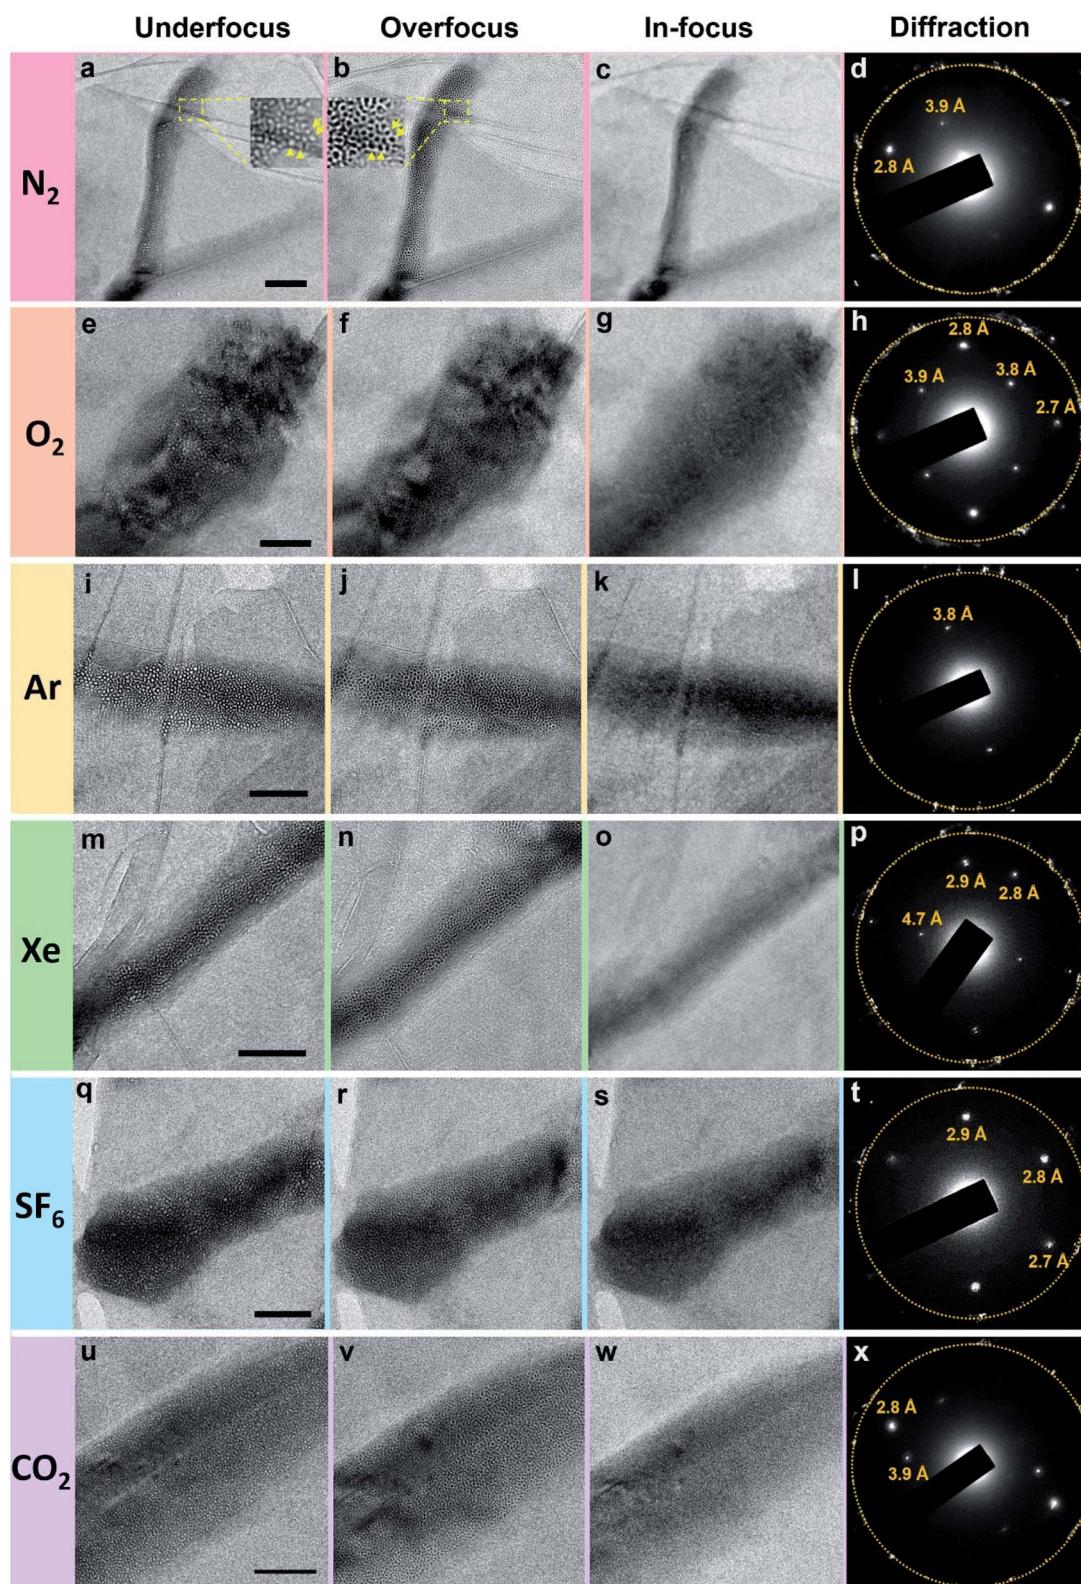 Underfocus Overfocus In-focus Diffraction
N2 a b c d
3.9 Å
2.8 Å
O2 e f g h
2.8 Å
3.9 Å 3.8 Å
2.7 Å
Ar i j k l
3.8 Å
Xe m n o p
2.9 Å 2.8 Å
4.7 Å
SF6 q r s t
2.9 Å
2.8 Å
2.7 Å
CO2 u v w x
2.8 Å
3.9 Å